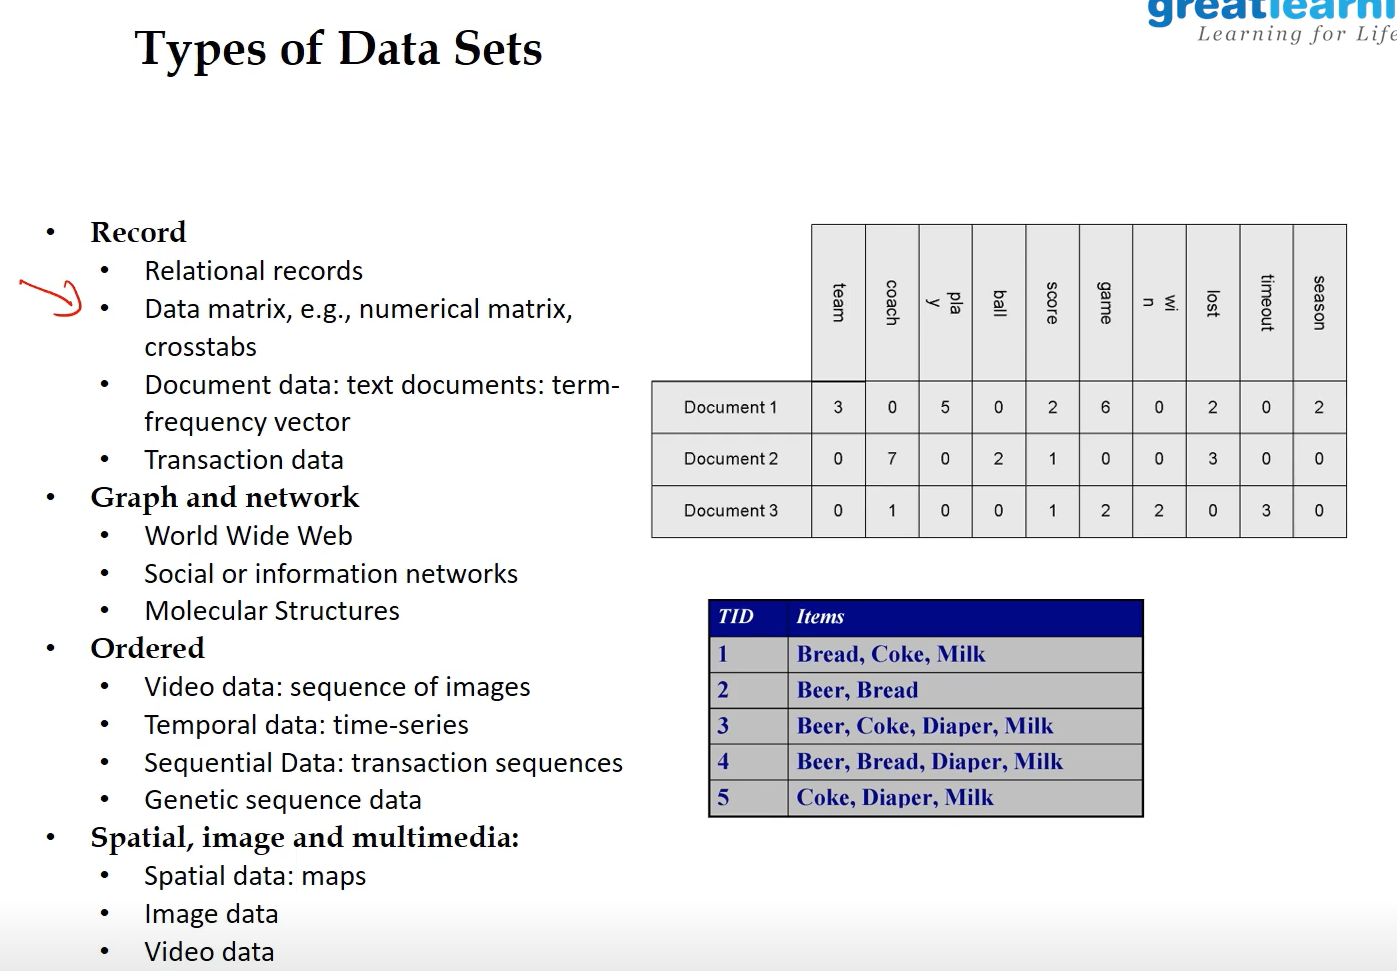 greatlearni
Learning for Life
Types of Data Sets
• Record
• Relational records
• Data matrix, e.g., numerical matrix,
crosstabs
• Document data: text documents: term-
frequency vector
• Transaction data
• Graph and network
• World Wide Web
• Social or information networks
• Molecular Structures
• Ordered
• Video data: sequence of images
• Temporal data: time-series
• Sequential Data: transaction sequences
• Genetic sequence data
• Spatial, image and multimedia:
• Spatial data: maps
• Image data
• Video data
team coach pla y ball score game wi n lost timeout season
Document 1 3 0 5 0 2 6 0 2 0 2
Document 2 0 7 0 2 1 0 0 3 0 0
Document 3 0 1 0 0 1 2 2 0 3 0
TID Items
1 Bread, Coke, Milk
2 Beer, Bread
3 Beer, Coke, Diaper, Milk
4 Beer, Bread, Diaper, Milk
5 Coke, Diaper, Milk